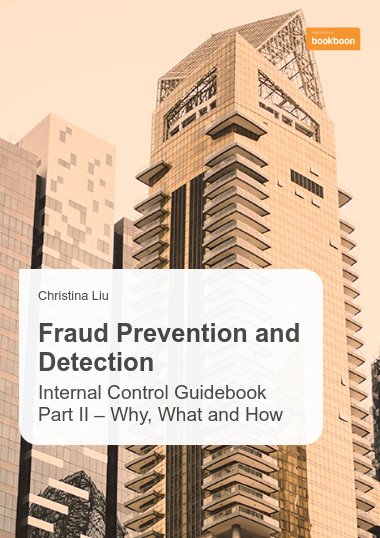 bookboon
Christina Liu
Fraud Prevention and
Detection
Internal Control Guidebook
Part II – Why, What and How